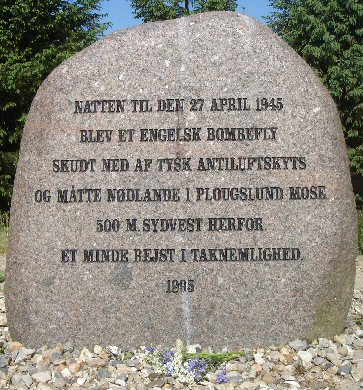 NATTEN TIL DEN 27 APRIL 1945
BLEV ET ENGELSK BOMBEFLY
SKUDT NED AF TYSK ANTILUFTSKYTS
OG MÅTTE NØDLANDE I PLOUGSLUND MOSE
500 M. SYDVEST HERFOR.
ET MINDE REJST I TAKNEMLIGHED.
1995